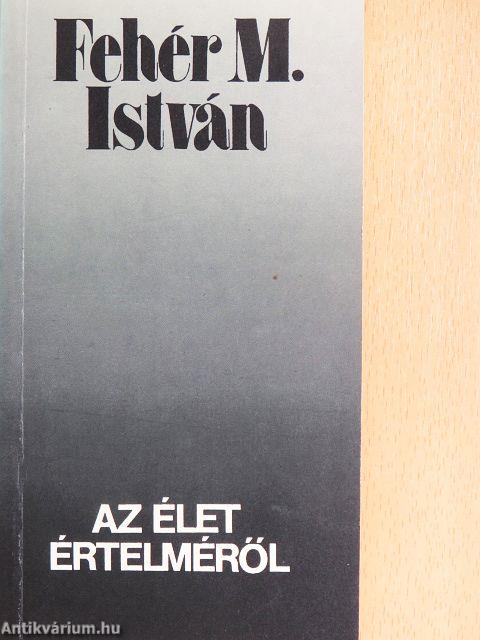 Fehér M.
István
AZ ÉLET
ÉRTELMÉRŐL
Antikvárium.hu